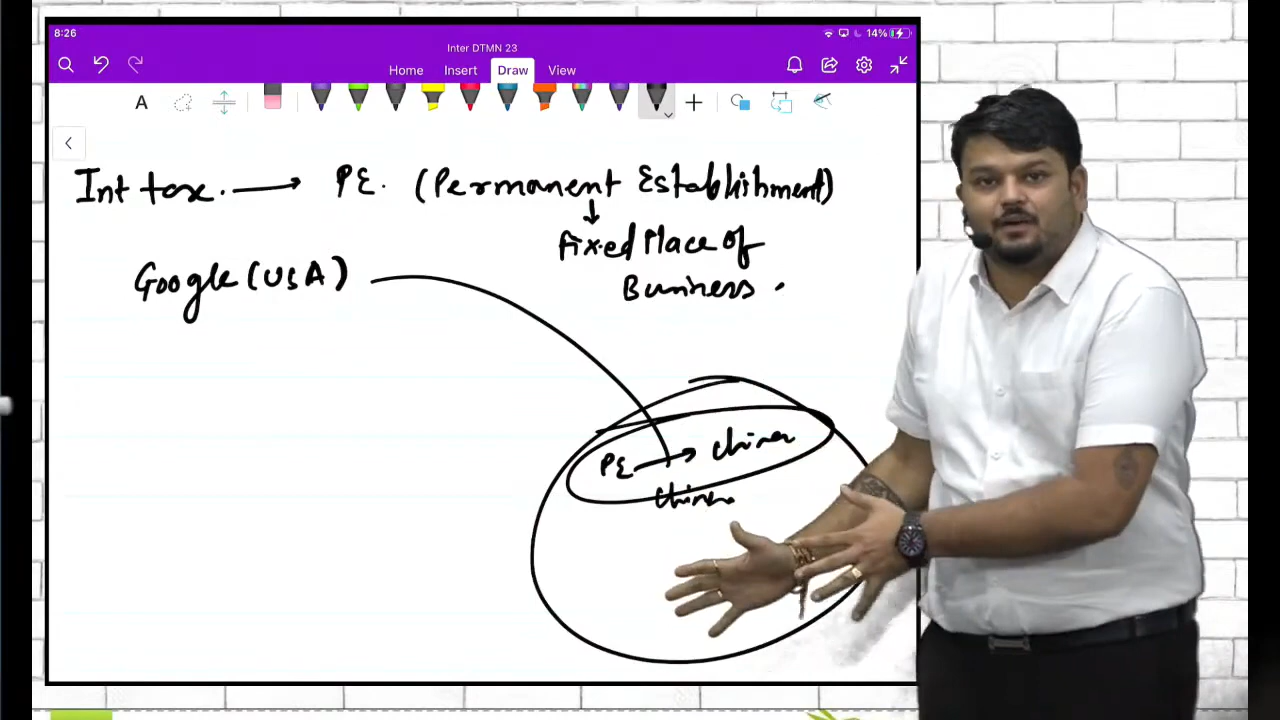 8:26
14%
Inter DTMN 23
Home Insert Draw View
A
Int tax. → PE. (Permanent Establishment)
↓
Fixed Place of
Business.
Google (USA)
PE → China
China